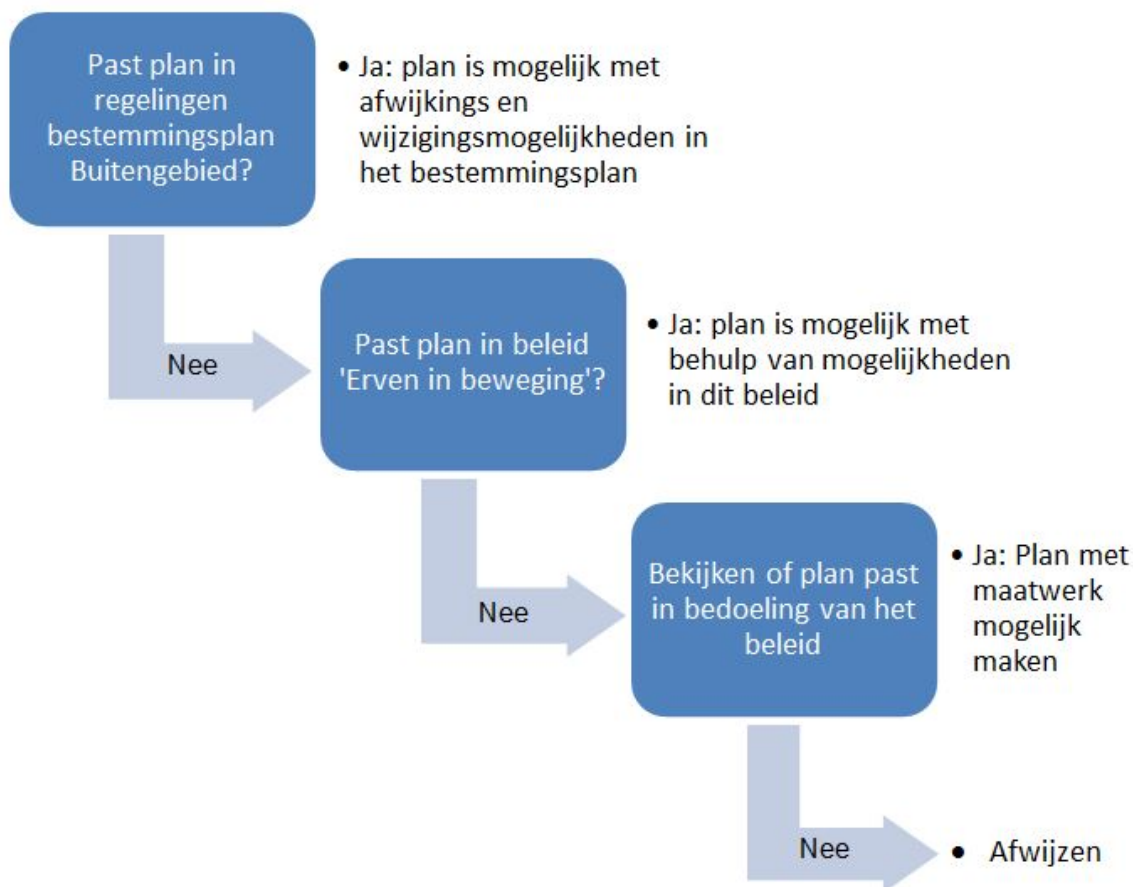 Past plan in
regelingen
bestemmingsplan
Buitengebied?
• Ja: plan is mogelijk met
afwijkings en
wijzigingsmogelijkheden in
het bestemmingsplan
Nee
Past plan in beleid
'Erven in beweging'?
• Ja: plan is mogelijk met
behulp van mogelijkheden
in dit beleid
Nee
Bekijken of plan past
in bedoeling van het
beleid
• Ja: Plan met
maatwerk
mogelijk
maken
Nee
• Afwijzen